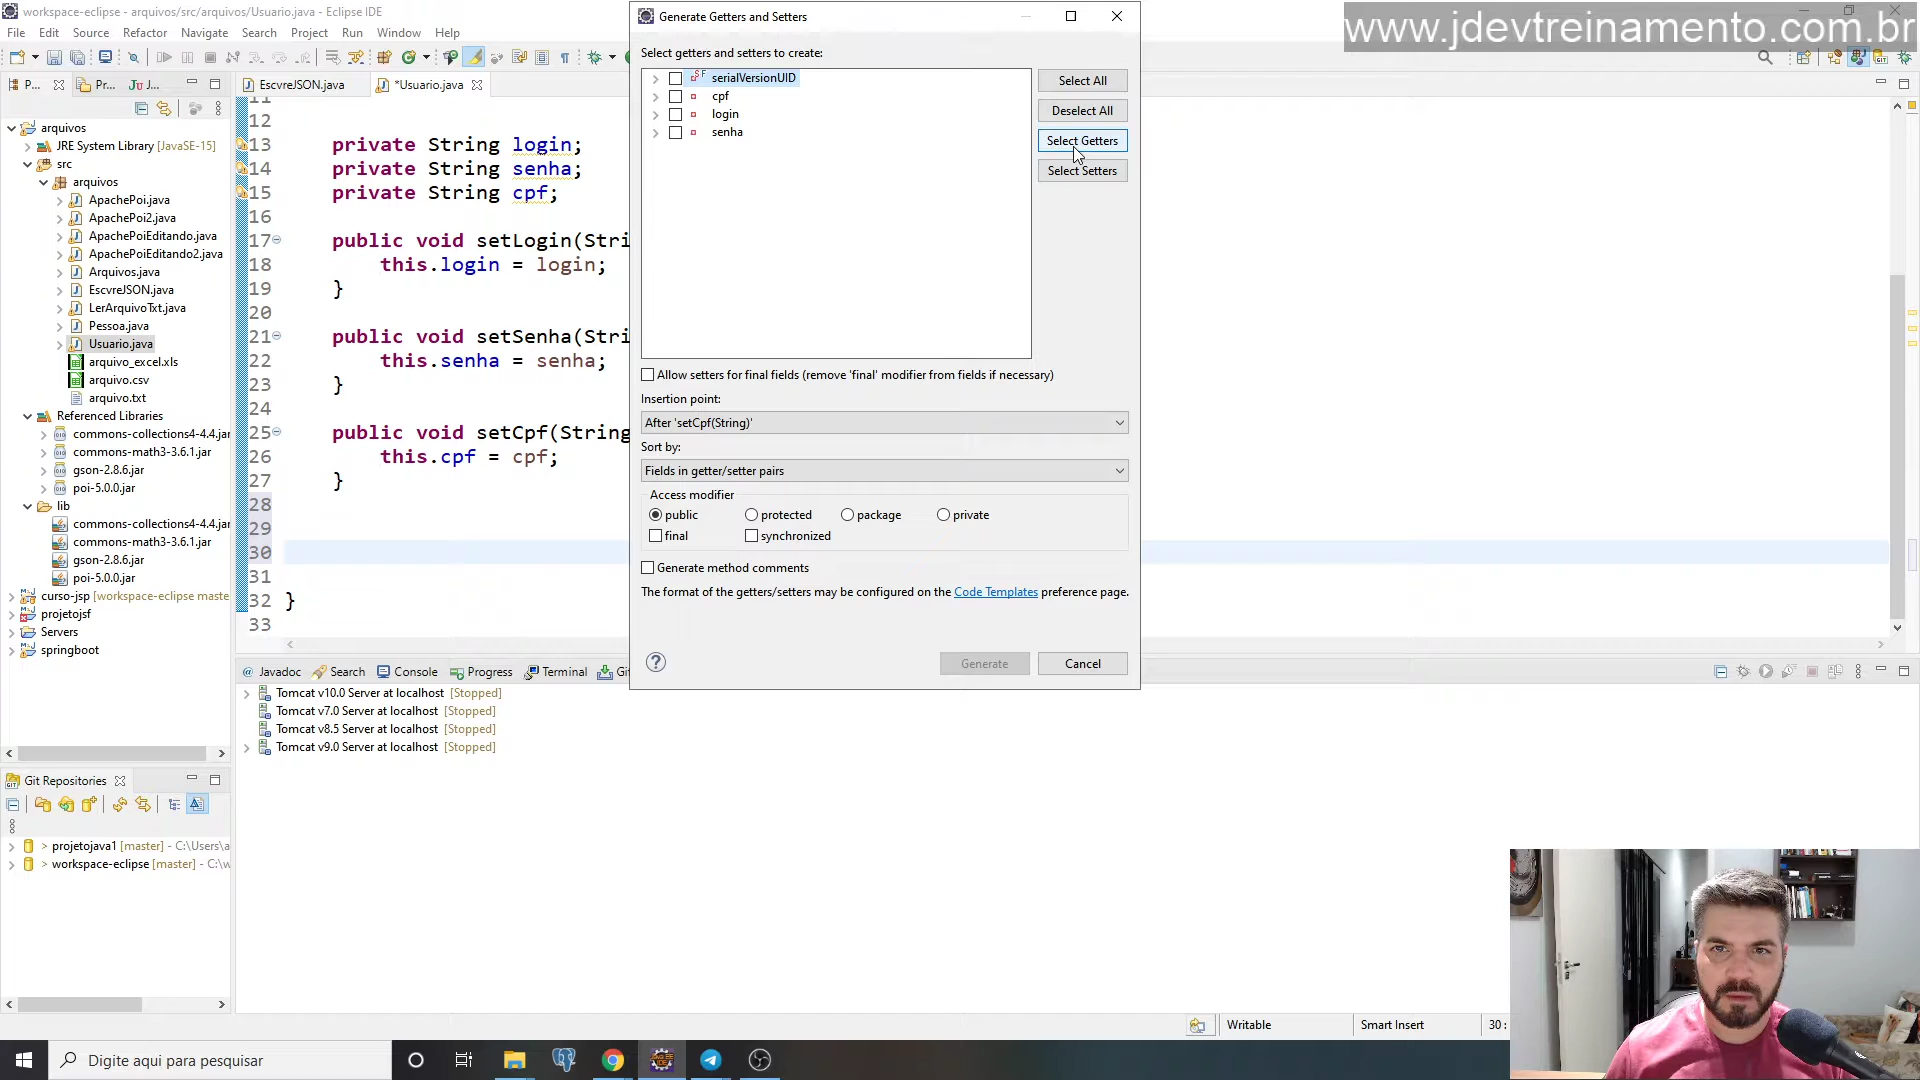 workspace-eclipse - arquivos/src/arquivos/Usuario.java - Eclipse IDE
File Edit Source Refactor Navigate Search Project Run Window Help
www.jdevtreinamento.com.br
P... Pr... Ju J...
arquivos
JRE System Library [JavaSE-15]
src
arquivos
ApachePoi.java
ApachePoi2.java
ApachePoiEditando.java
ApachePoiEditando2.java
Arquivos.java
EscvreJSON.java
LerArquivoTxt.java
Pessoa.java
Usuario.java
arquivo_excel.xls
arquivo.csv
arquivo.txt
Referenced Libraries
commons-collections4-4.4.jar
commons-math3-3.6.1.jar
gson-2.8.6.jar
poi-5.0.0.jar
lib
commons-collections4-4.4.jar
commons-math3-3.6.1.jar
gson-2.8.6.jar
poi-5.0.0.jar
curso-jsp [workspace-eclipse maste
projetojsf
Servers
springboot
Git Repositories
> projetojava1 [master] - C:\Users\a
> workspace-eclipse [master] - C:\w
EscvreJSON.java *Usuario.java
11
12
13 private String login;
14 private String senha;
15 private String cpf;
16
17 public void setLogin(Stri
18 this.login = login;
19 }
20
21 public void setSenha(Stri
22 this.senha = senha;
23 }
24
25 public void setCpf(String
26 this.cpf = cpf;
27 }
28
29
30
31
32 }
33
Generate Getters and Setters
Select getters and setters to create:
serialVersionUID
cpf
login
senha
Select All
Deselect All
Select Getters
Select Setters
Allow setters for final fields (remove 'final' modifier from fields if necessary)
Insertion point:
After 'setCpf(String)'
Sort by:
Fields in getter/setter pairs
Access modifier
public protected package private
final synchronized
Generate method comments
The format of the getters/setters may be configured on the Code Templates preference page.
Generate Cancel
Javadoc Search Console Progress Terminal Gi
Tomcat v10.0 Server at localhost [Stopped]
Tomcat v7.0 Server at localhost [Stopped]
Tomcat v8.5 Server at localhost [Stopped]
Tomcat v9.0 Server at localhost [Stopped]
Writable Smart Insert 30 :
Digite aqui para pesquisar